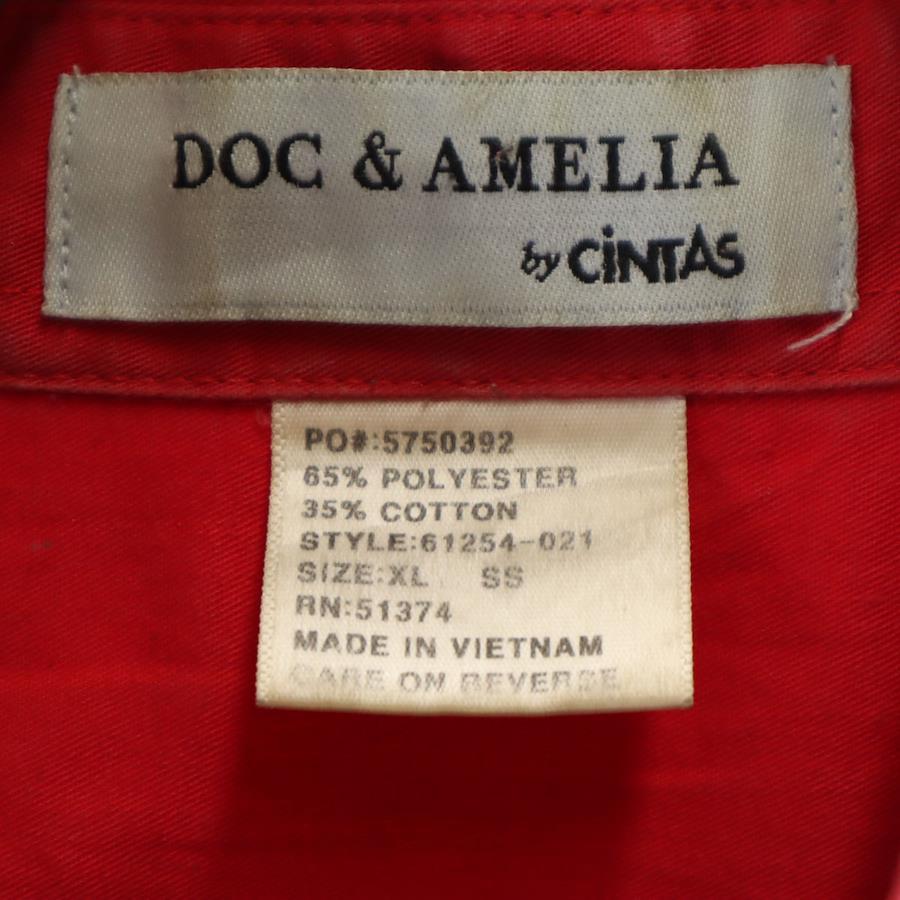 DOC & AMELIA
by CiNTAS
PO#:5750392
65% POLYESTER
35% COTTON
STYLE:61254-021
SIZE:XL SS
RN:51374
MADE IN VIETNAM
CARE ON REVERSE